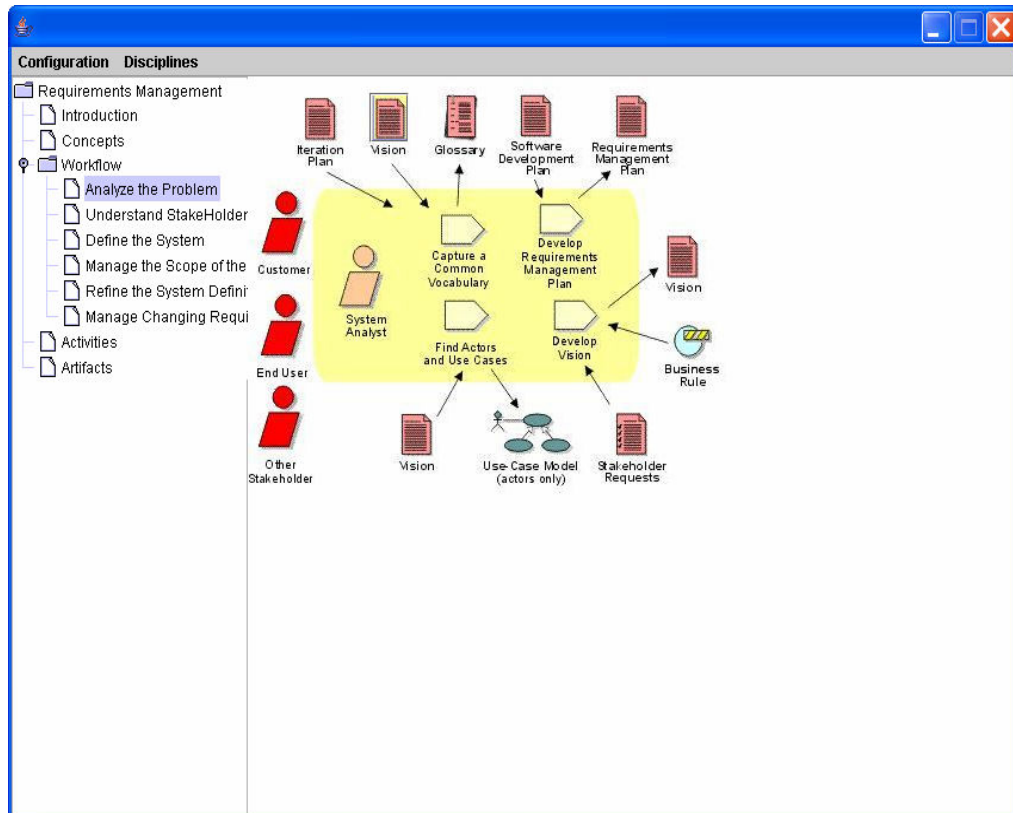 Configuration Disciplines
Requirements Management
Introduction
Concepts
Workflow
Analyze the Problem
Understand StakeHolder
Define the System
Manage the Scope of the
Refine the System Defini
Manage Changing Requi
Activities
Artifacts
Iteration
Plan
Vision
Glossary
Software
Development
Plan
Requirements
Management
Plan
Customer
System
Analyst
Capture a
Common
Vocabulary
Develop
Requirements
Management
Plan
Vision
End User
Find Actors
and Use Cases
Develop
Vision
Business
Rule
Other
Stakeholder
Vision
Use-Case Model
(actors only)
Stakeholder
Requests